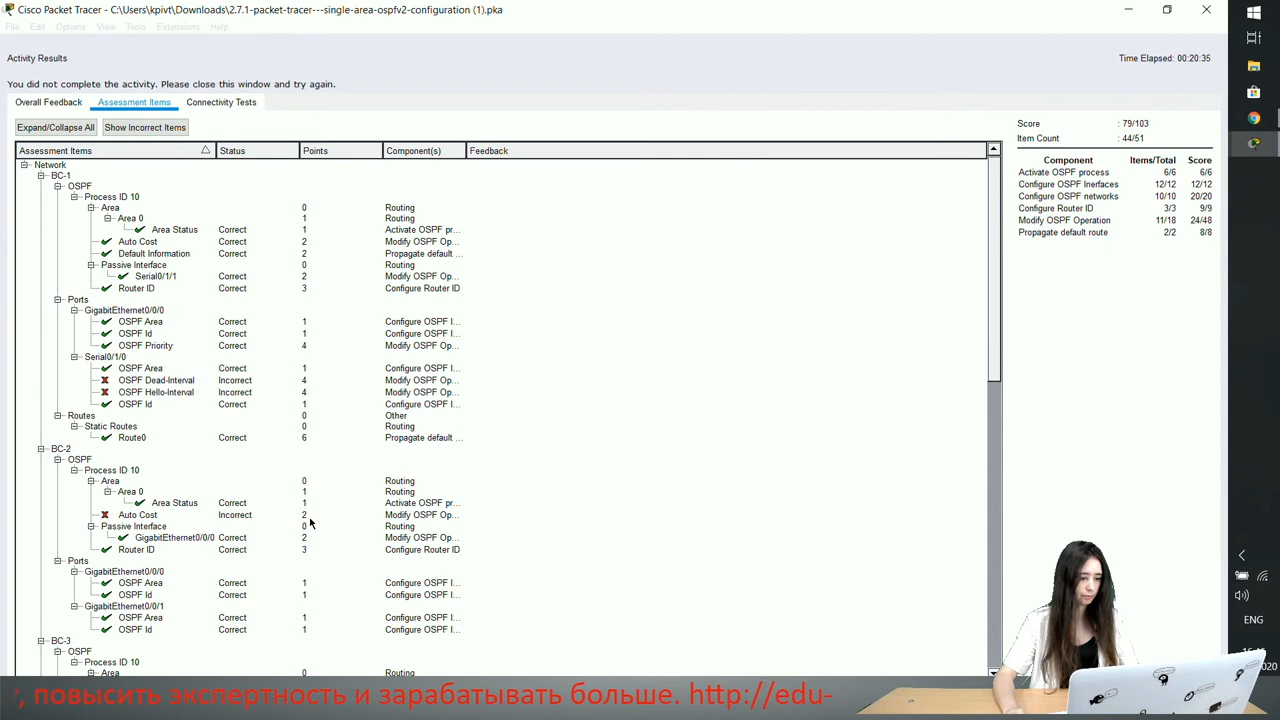 Cisco Packet Tracer - C:\Users\kpivt\Downloads\2.7.1-packet-tracer---single-area-ospfv2-configuration (1).pka
File Edit Options View Tools Extensions Help
Activity Results
Time Elapsed: 00:20:35
You did not complete the activity. Please close this window and try again.
Overall Feedback Assessment Items Connectivity Tests
Expand/Collapse All Show Incorrect Items
Assessment Items Status Points Component(s) Feedback
Network
BC-1
OSPF
Process ID 10
Area 0 Routing
Area 0 1 Routing
Area Status Correct 1 Activate OSPF pr...
Auto Cost Correct 2 Modify OSPF Op...
Default Information Correct 2 Propagate default ...
Passive Interface 0 Routing
Serial0/1/1 Correct 2 Modify OSPF Op...
Router ID Correct 3 Configure Router ID
Ports
GigabitEthernet0/0/0
OSPF Area Correct 1 Configure OSPF I...
OSPF Id Correct 1 Configure OSPF I...
OSPF Priority Correct 4 Modify OSPF Op...
Serial0/1/0
OSPF Area Correct 1 Configure OSPF I...
OSPF Dead-Interval Incorrect 4 Modify OSPF Op...
OSPF Hello-Interval Incorrect 4 Modify OSPF Op...
OSPF Id Correct 1 Configure OSPF I...
Routes 0 Other
Static Routes 0 Routing
Route0 Correct 6 Propagate default ...
BC-2
OSPF
Process ID 10
Area 0 Routing
Area 0 1 Routing
Area Status Correct 1 Activate OSPF pr...
Auto Cost Incorrect 2 Modify OSPF Op...
Passive Interface 0 Routing
GigabitEthernet0/0/0 Correct 2 Modify OSPF Op...
Router ID Correct 3 Configure Router ID
Ports
GigabitEthernet0/0/0
OSPF Area Correct 1 Configure OSPF I...
OSPF Id Correct 1 Configure OSPF I...
GigabitEthernet0/0/1
OSPF Area Correct 1 Configure OSPF I...
OSPF Id Correct 1 Configure OSPF I...
BC-3
OSPF
Process ID 10
Area 0 Routing
Score : 79/103
Item Count : 44/51
Component Items/Total Score
Activate OSPF process 6/6 6/6
Configure OSPF Inerfaces 12/12 12/12
Configure OSPF networks 10/10 20/20
Configure Router ID 3/3 9/9
Modify OSPF Operation 11/18 24/48
Propagate default route 2/2 8/8
ENG
, повысить экспертность и зарабатывать больше. http://edu-